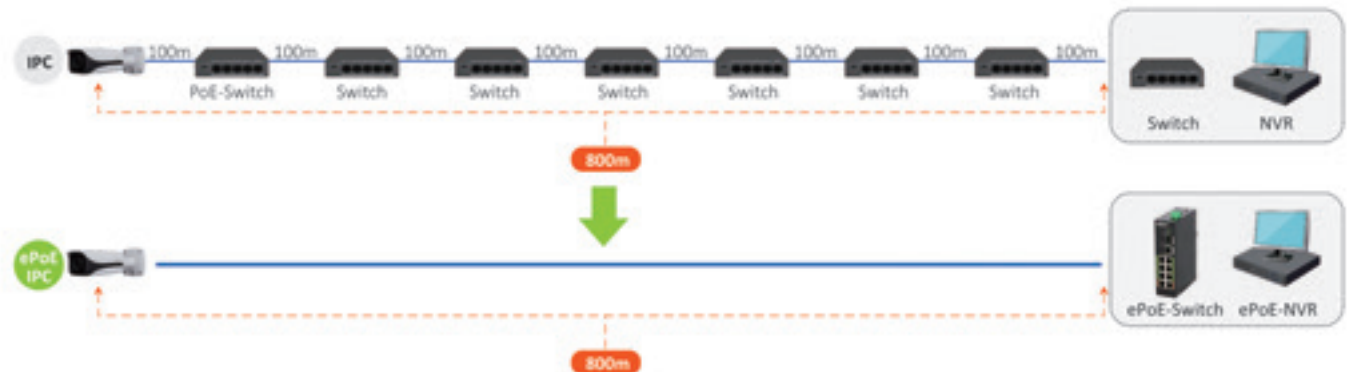 IPC 100m 100m 100m 100m 100m 100m 100m 100m
PoE-Switch Switch Switch Switch Switch Switch Switch
Switch NVR
800m
ePoE
IPC
ePoE-Switch ePoE-NVR
800m